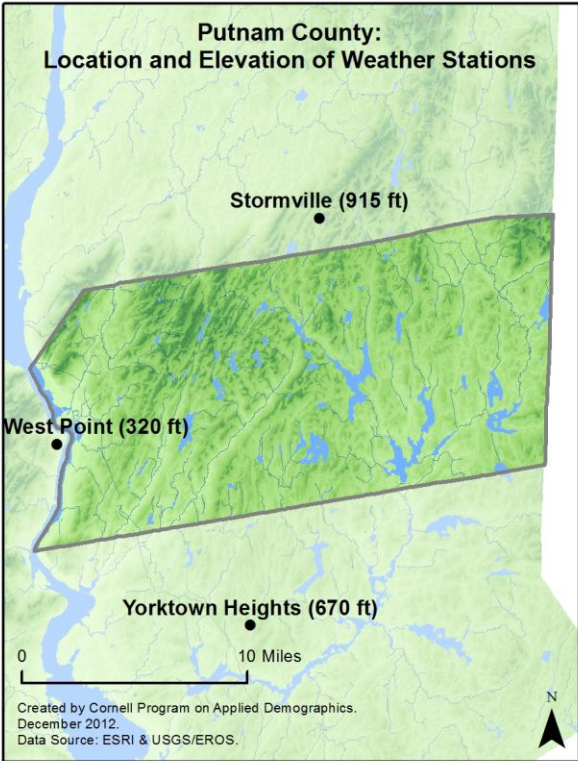 Putnam County:
Location and Elevation of Weather Stations
Stormville (915 ft)
West Point (320 ft)
Yorktown Heights (670 ft)
0 10 Miles
Created by Cornell Program on Applied Demographics.
December 2012.
Data Source: ESRI & USGS/EROS.
N